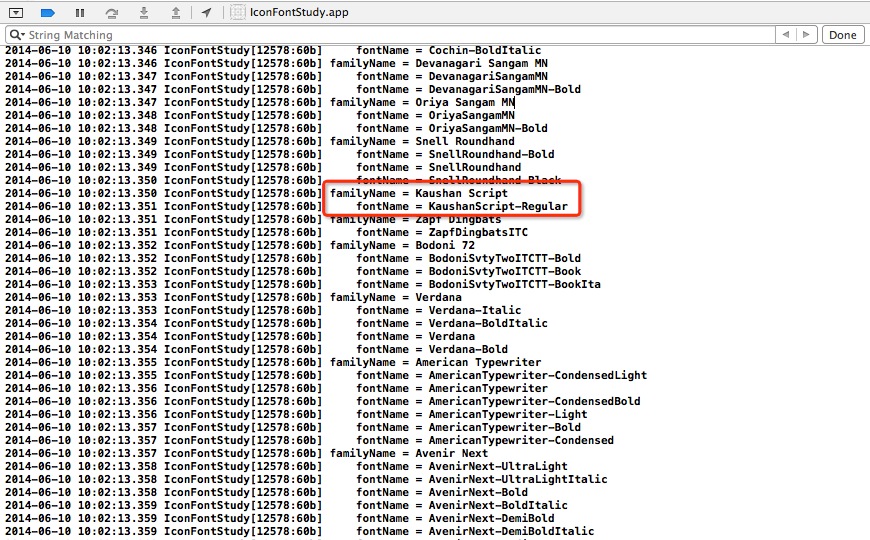 IconFontStudy.app
String Matching
Done
2014-06-10 10:02:13.346 IconFontStudy[12578:60b]     fontName = Cochin-BoldItalic
2014-06-10 10:02:13.346 IconFontStudy[12578:60b] familyName = Devanagari Sangam MN
2014-06-10 10:02:13.347 IconFontStudy[12578:60b]     fontName = DevanagariSangamMN
2014-06-10 10:02:13.347 IconFontStudy[12578:60b]     fontName = DevanagariSangamMN-Bold
2014-06-10 10:02:13.347 IconFontStudy[12578:60b] familyName = Oriya Sangam MN
2014-06-10 10:02:13.348 IconFontStudy[12578:60b]     fontName = OriyaSangamMN
2014-06-10 10:02:13.348 IconFontStudy[12578:60b]     fontName = OriyaSangamMN-Bold
2014-06-10 10:02:13.349 IconFontStudy[12578:60b] familyName = Snell Roundhand
2014-06-10 10:02:13.349 IconFontStudy[12578:60b]     fontName = SnellRoundhand-Bold
2014-06-10 10:02:13.349 IconFontStudy[12578:60b]     fontName = SnellRoundhand
2014-06-10 10:02:13.350 IconFontStudy[12578:60b]     fontName = SnellRoundhand-Black
2014-06-10 10:02:13.350 IconFontStudy[12578:60b] familyName = Kaushan Script
2014-06-10 10:02:13.351 IconFontStudy[12578:60b]     fontName = KaushanScript-Regular
2014-06-10 10:02:13.351 IconFontStudy[12578:60b] familyName = Zapf Dingbats
2014-06-10 10:02:13.351 IconFontStudy[12578:60b]     fontName = ZapfDingbatsITC
2014-06-10 10:02:13.352 IconFontStudy[12578:60b] familyName = Bodoni 72
2014-06-10 10:02:13.352 IconFontStudy[12578:60b]     fontName = BodoniSvtyTwoITCTT-Bold
2014-06-10 10:02:13.352 IconFontStudy[12578:60b]     fontName = BodoniSvtyTwoITCTT-Book
2014-06-10 10:02:13.353 IconFontStudy[12578:60b]     fontName = BodoniSvtyTwoITCTT-BookIta
2014-06-10 10:02:13.353 IconFontStudy[12578:60b] familyName = Verdana
2014-06-10 10:02:13.353 IconFontStudy[12578:60b]     fontName = Verdana-Italic
2014-06-10 10:02:13.354 IconFontStudy[12578:60b]     fontName = Verdana-BoldItalic
2014-06-10 10:02:13.354 IconFontStudy[12578:60b]     fontName = Verdana
2014-06-10 10:02:13.354 IconFontStudy[12578:60b]     fontName = Verdana-Bold
2014-06-10 10:02:13.355 IconFontStudy[12578:60b] familyName = American Typewriter
2014-06-10 10:02:13.355 IconFontStudy[12578:60b]     fontName = AmericanTypewriter-CondensedLight
2014-06-10 10:02:13.356 IconFontStudy[12578:60b]     fontName = AmericanTypewriter
2014-06-10 10:02:13.356 IconFontStudy[12578:60b]     fontName = AmericanTypewriter-CondensedBold
2014-06-10 10:02:13.356 IconFontStudy[12578:60b]     fontName = AmericanTypewriter-Light
2014-06-10 10:02:13.357 IconFontStudy[12578:60b]     fontName = AmericanTypewriter-Bold
2014-06-10 10:02:13.357 IconFontStudy[12578:60b]     fontName = AmericanTypewriter-Condensed
2014-06-10 10:02:13.357 IconFontStudy[12578:60b] familyName = Avenir Next
2014-06-10 10:02:13.358 IconFontStudy[12578:60b]     fontName = AvenirNext-UltraLight
2014-06-10 10:02:13.358 IconFontStudy[12578:60b]     fontName = AvenirNext-UltraLightItalic
2014-06-10 10:02:13.358 IconFontStudy[12578:60b]     fontName = AvenirNext-Bold
2014-06-10 10:02:13.359 IconFontStudy[12578:60b]     fontName = AvenirNext-BoldItalic
2014-06-10 10:02:13.359 IconFontStudy[12578:60b]     fontName = AvenirNext-DemiBold
2014-06-10 10:02:13.359 IconFontStudy[12578:60b]     fontName = AvenirNext-DemiBoldItalic